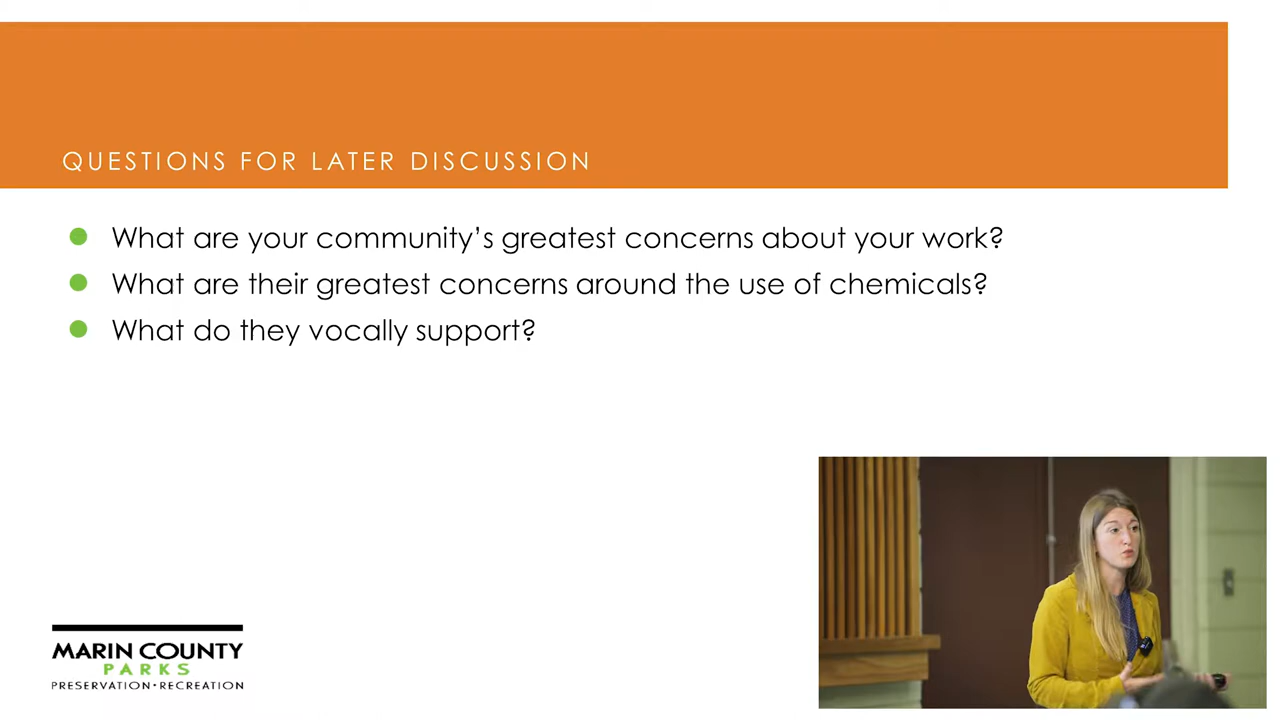 QUESTIONS FOR LATER DISCUSSION
What are your community’s greatest concerns about your work?
What are their greatest concerns around the use of chemicals?
What do they vocally support?
MARIN COUNTY
PARKS
PRESERVATION•RECREATION